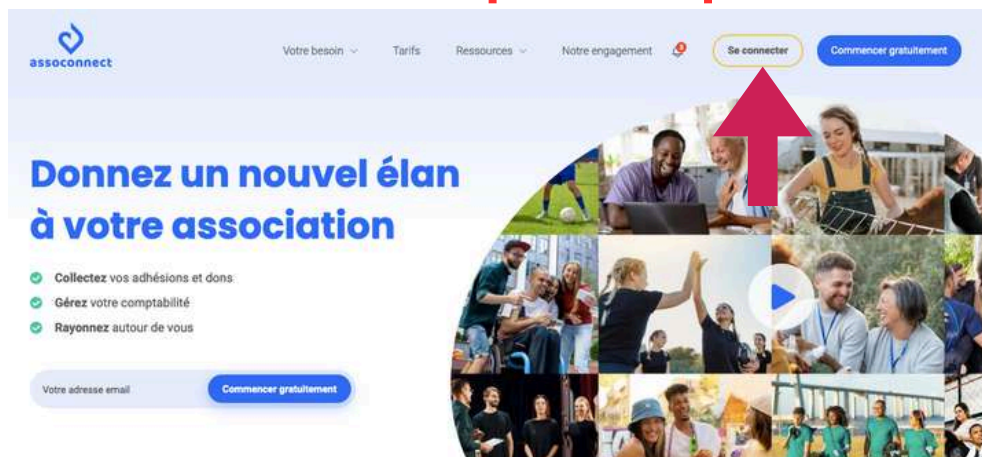 assoconnect
Votre besoin
Tarifs
Ressources
Notre engagement
Se connecter
Commencer gratuitement
Donnez un nouvel élan
à votre association
Collectez vos adhésions et dons
Gérez votre comptabilité
Rayonnez autour de vous
Votre adresse email
Commencer gratuitement